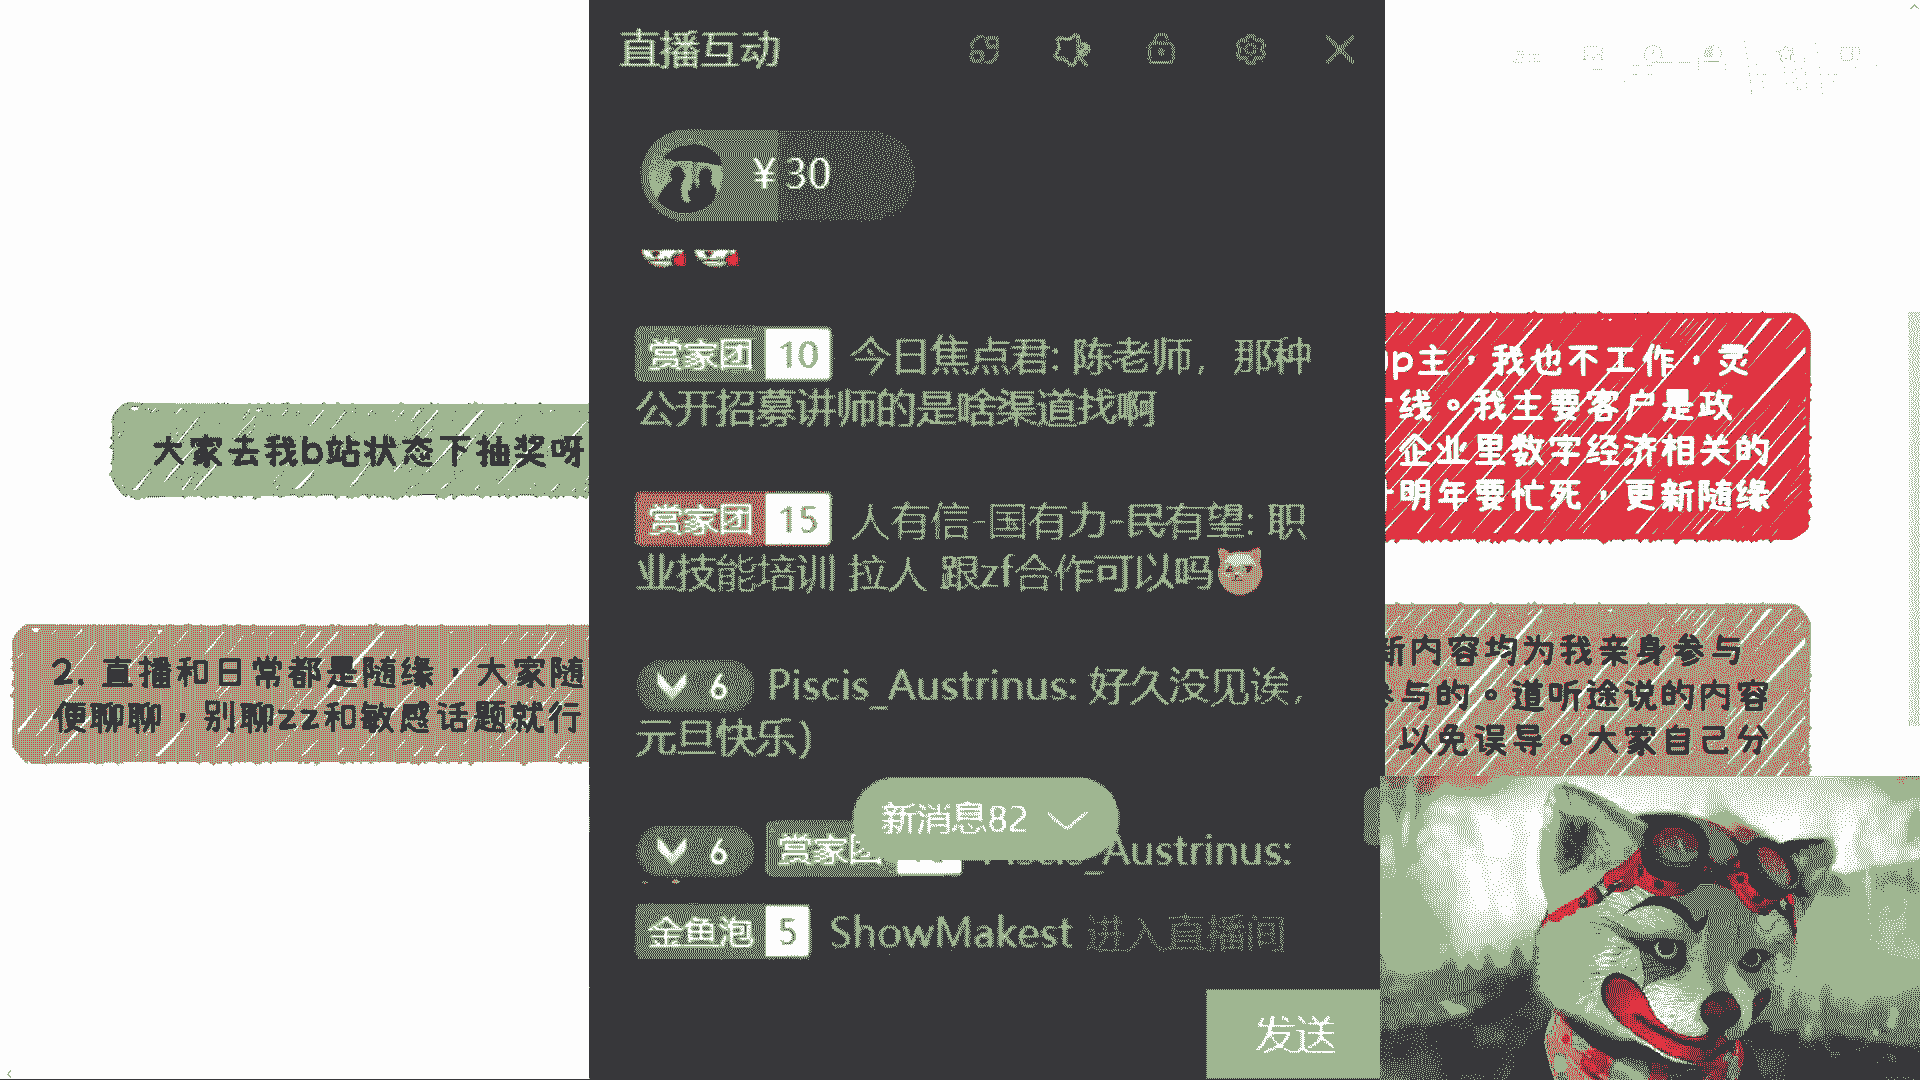 直播互动
¥ 30
赏家团 10 今日焦点君: 陈老师，那种
公开招募讲师的是啥渠道找啊
赏家团 15 人有信-国有力-民有望: 职
业技能培训 拉人 跟zf合作可以吗
6 Piscis_Austrinus: 好久没见诶，
元旦快乐)
新消息82
6 赏家团 Piscis_Austrinus:
金鱼泡 5 ShowMakest 进入直播间
发送
大家去我b站状态下抽奖呀
2. 直播和日常都是随缘，大家随
便聊聊，别聊zz和敏感话题就行
up主，我也不工作，灵
线。我主要客户是政
企业里数字经济相关的
明年要忙死，更新随缘
新内容均为我亲身参与
参与的。道听途说的内容
以免误导。大家自己分